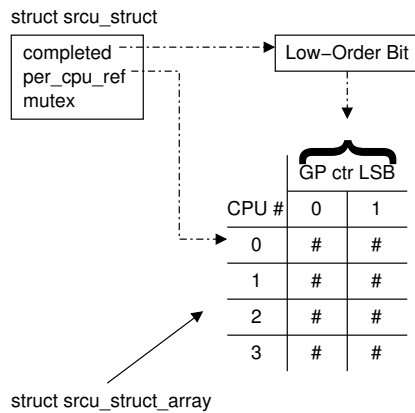 struct srcu_struct
completed
per_cpu_ref
mutex
Low−Order Bit
GP ctr LSB
CPU # 0 1
0 # #
1 # #
2 # #
3 # #
struct srcu_struct_array